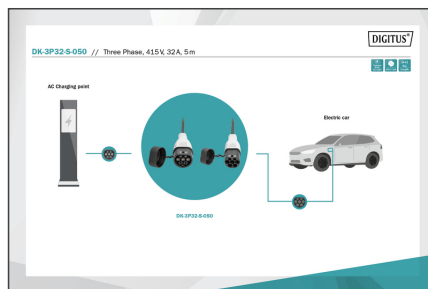 DIGITUS®
DK-3P32-S-050 // Three Phase, 415 V, 32 A, 5 m
AC Charging point
Electric car
DK-3P32-S-050